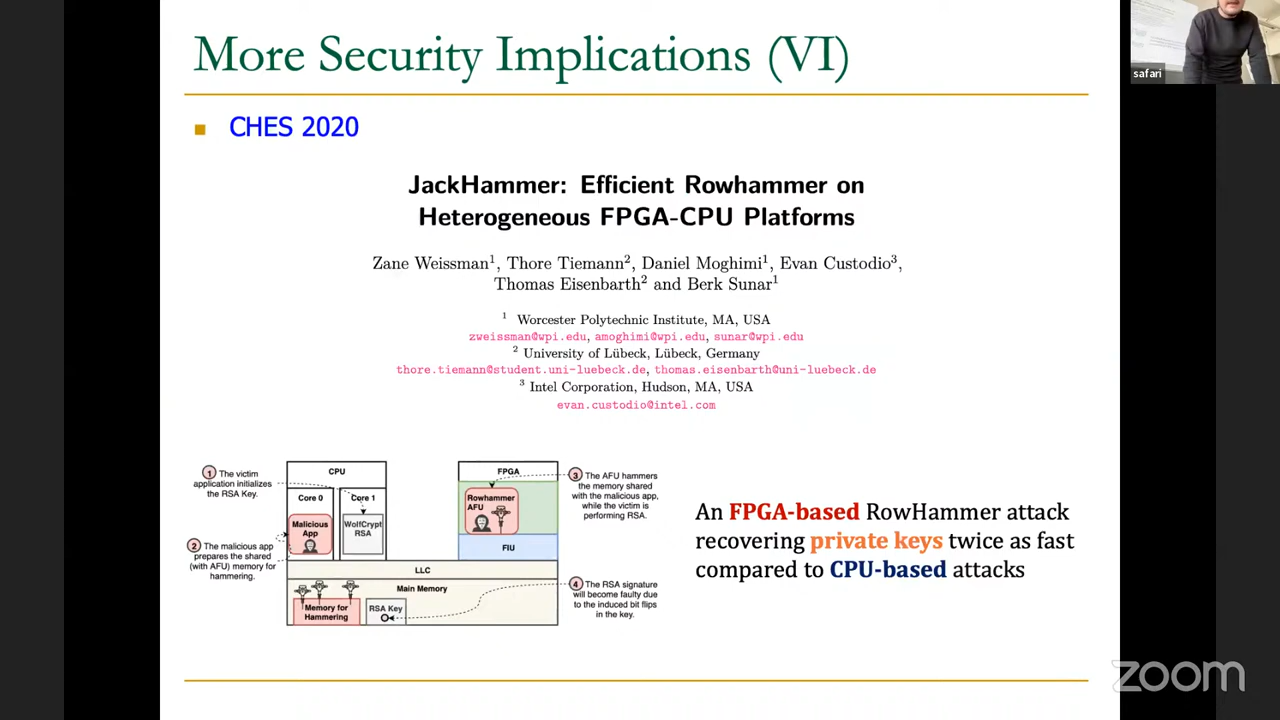 More Security Implications (VI)
safari
CHES 2020
JackHammer: Efficient Rowhammer on
Heterogeneous FPGA-CPU Platforms
Zane Weissman¹, Thore Tiemann², Daniel Moghimi¹, Evan Custodio³,
Thomas Eisenbarth² and Berk Sunar¹
¹ Worcester Polytechnic Institute, MA, USA
zweissman@wpi.edu, amoghimi@wpi.edu, sunar@wpi.edu
² University of Lübeck, Lübeck, Germany
thore.tiemann@student.uni-luebeck.de, thomas.eisenbarth@uni-luebeck.de
³ Intel Corporation, Hudson, MA, USA
evan.custodio@intel.com
1 The victim
application initializes
the RSA Key.
2 The malicious app
prepares the shared
(with AFU) memory for
hammering.
CPU
Core 0
Core 1
Malicious
App
WolfCrypt
RSA
FPGA
Rowhammer
AFU
FIU
LLC
Main Memory
Memory for
Hammering
RSA Key
3 The AFU hammers
the memory shared
with the malicious app,
while the victim is
performing RSA.
4 The RSA signature
will become faulty due
to the induced bit flips
in the key.
An FPGA-based RowHammer attack
recovering private keys twice as fast
compared to CPU-based attacks
zoom